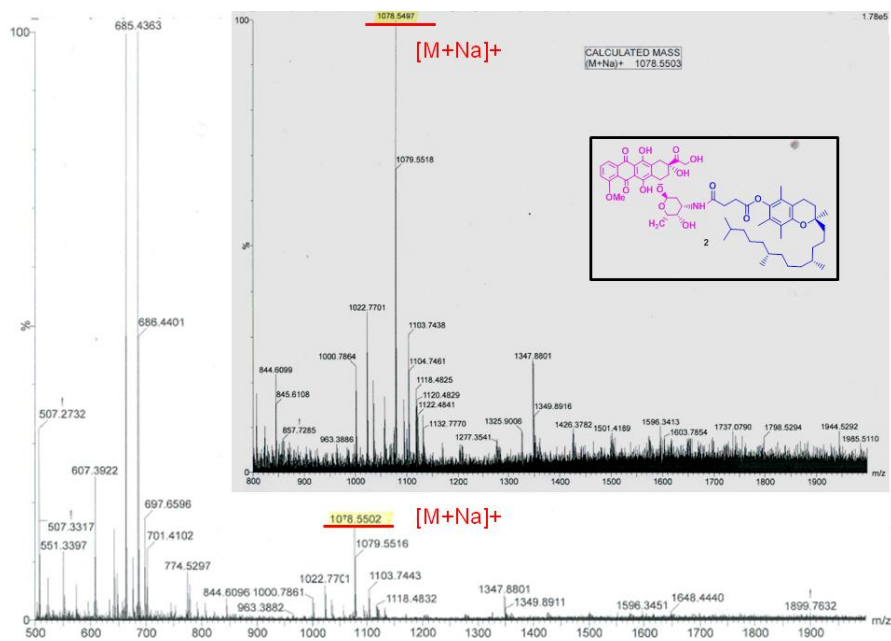 100
685.4363
%
686.4401
507.2732
607.3922
507.3317
551.3397
697.6596
701.4102
774.5297
844.6096
963.3882
1000.7861
1022.7701
1078.5502
[M+Na]+
1079.5516
1103.7443
1118.4832
1347.8801
1349.8911
1596.3451
1648.4440
1899.7632
0
500 600 700 800 900 1000 1100 1200 1300 1400 1500 1600 1700 1800 1900
m/z
100
1078.5497
1.78e5
[M+Na]+
CALCULATED MASS
(M+Na)+ 1078.5503
1079.5518
%
O OH O OH
OH
OMe O OH
O
NH
O
H3C OH
O
O
O
O
2
1022.7701
1103.7438
1000.7864
1104.7461
844.6099
1118.4825
1120.4829
1122.4841
845.6108
1132.7770
857.7285
963.3886
1277.3541
1325.9006
1347.8801
1349.8916
1426.3782
1501.4189
1596.3413
1603.7854
1737.0790
1798.5294
1944.5292
1985.5110
0
800 900 1000 1100 1200 1300 1400 1500 1600 1700 1800 1900
m/z